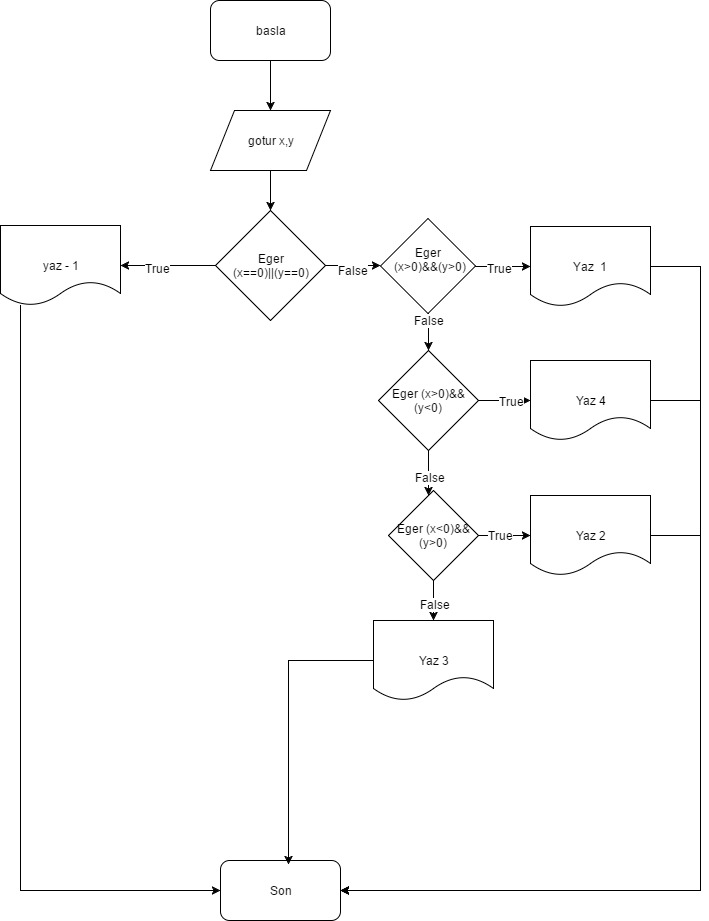 basla
gotur x,y
Eger
(x==0)||(y==0)
True
yaz - 1
False
Eger
(x>0)&&(y>0)
True
Yaz  1
False
Eger (x>0)&&
(y<0)
True
Yaz 4
False
Eger (x<0)&&
(y>0)
True
Yaz 2
False
Yaz 3
Son